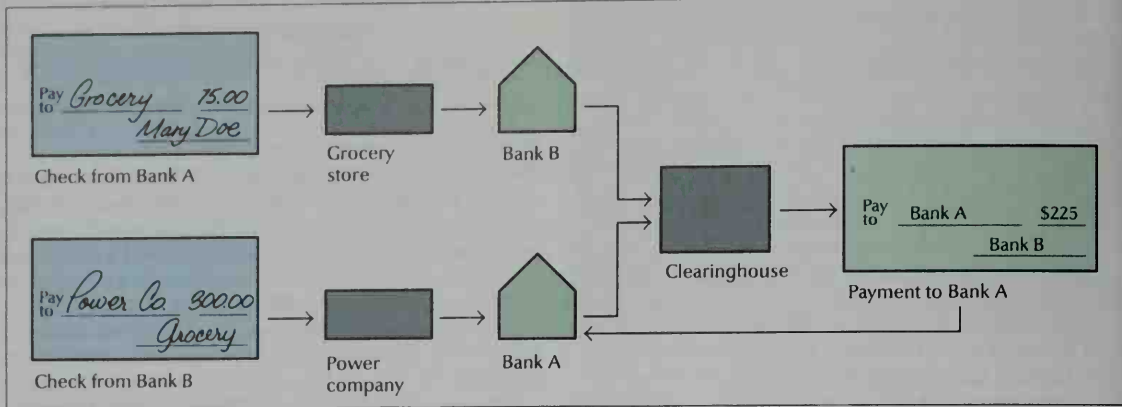 Pay to Grocery 75.00
Mary Doe
Check from Bank A
Grocery
store
Bank B
Pay to Power Co. 300.00
Grocery
Check from Bank B
Power
company
Bank A
Clearinghouse
Pay to Bank A $225
Bank B
Payment to Bank A